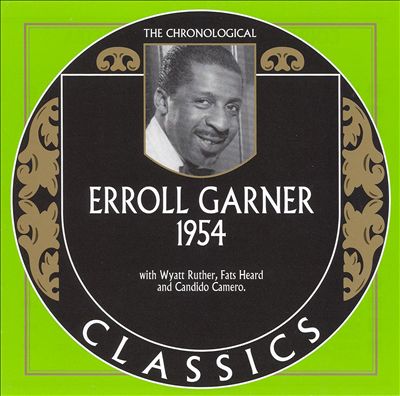 THE CHRONOLOGICAL
ERROLL GARNER
1954
with Wyatt Ruther, Fats Heard
and Candido Camero.
CLASSICS